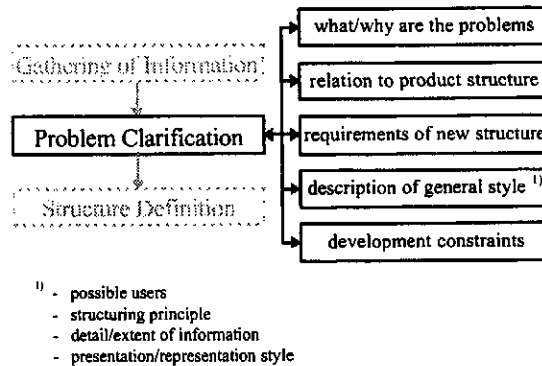 what/why are the problems
Gathering of Information
relation to product structure
Problem Clarification
requirements of new structure
description of general style 1)
Structure Definition
development constraints
1) - possible users
- structuring principle
- detail/extent of information
- presentation/representation style